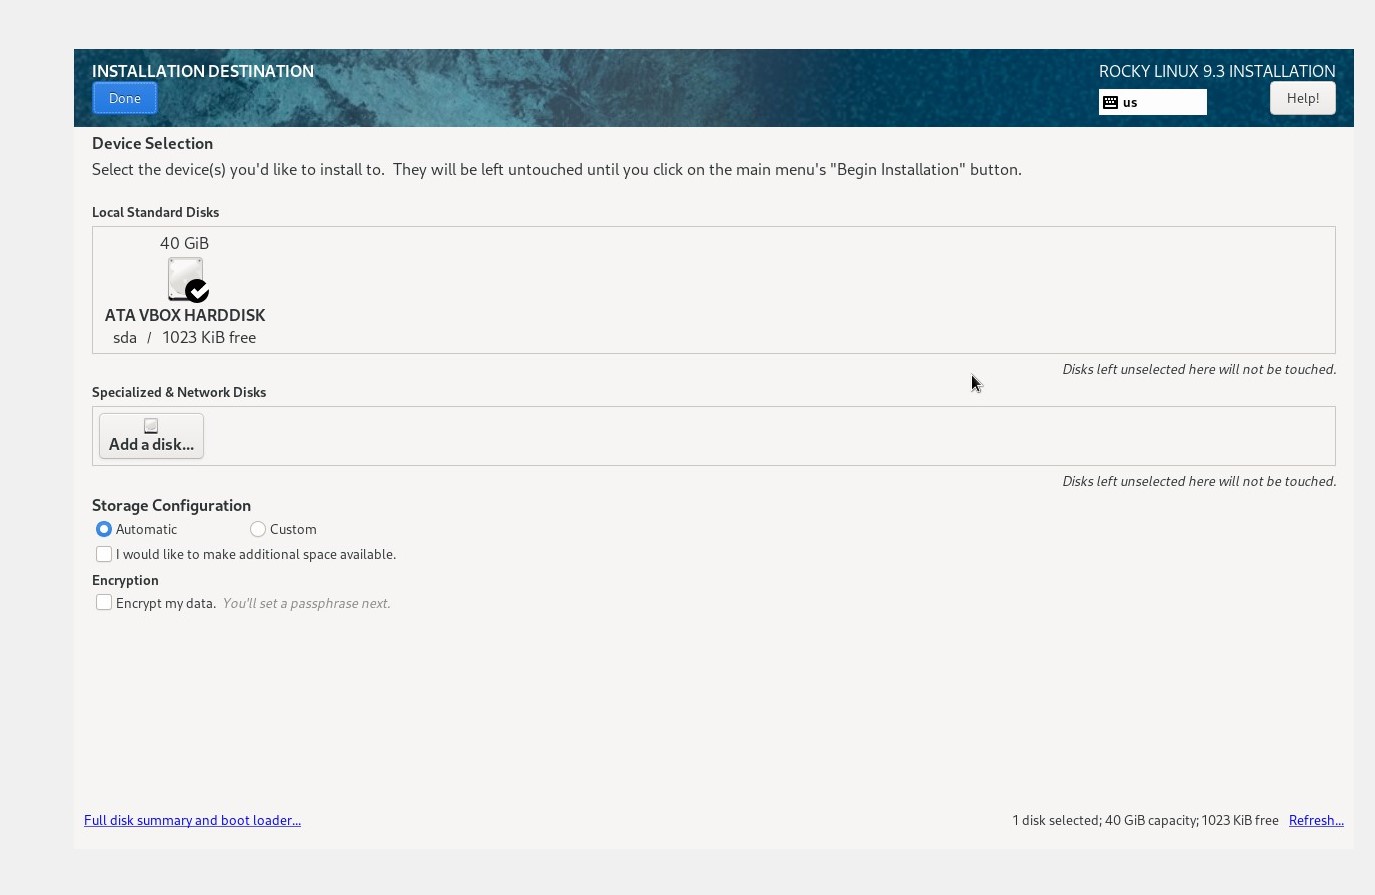 INSTALLATION DESTINATION
ROCKY LINUX 9.3 INSTALLATION
Done
us
Help!
Device Selection
Select the device(s) you'd like to install to.  They will be left untouched until you click on the main menu's "Begin Installation" button.
Local Standard Disks
40 GiB
ATA VBOX HARDDISK
sda / 1023 KiB free
Disks left unselected here will not be touched.
Specialized & Network Disks
Add a disk...
Disks left unselected here will not be touched.
Storage Configuration
Automatic Custom
I would like to make additional space available.
Encryption
Encrypt my data. You'll set a passphrase next.
Full disk summary and boot loader...
1 disk selected; 40 GiB capacity; 1023 KiB free Refresh...